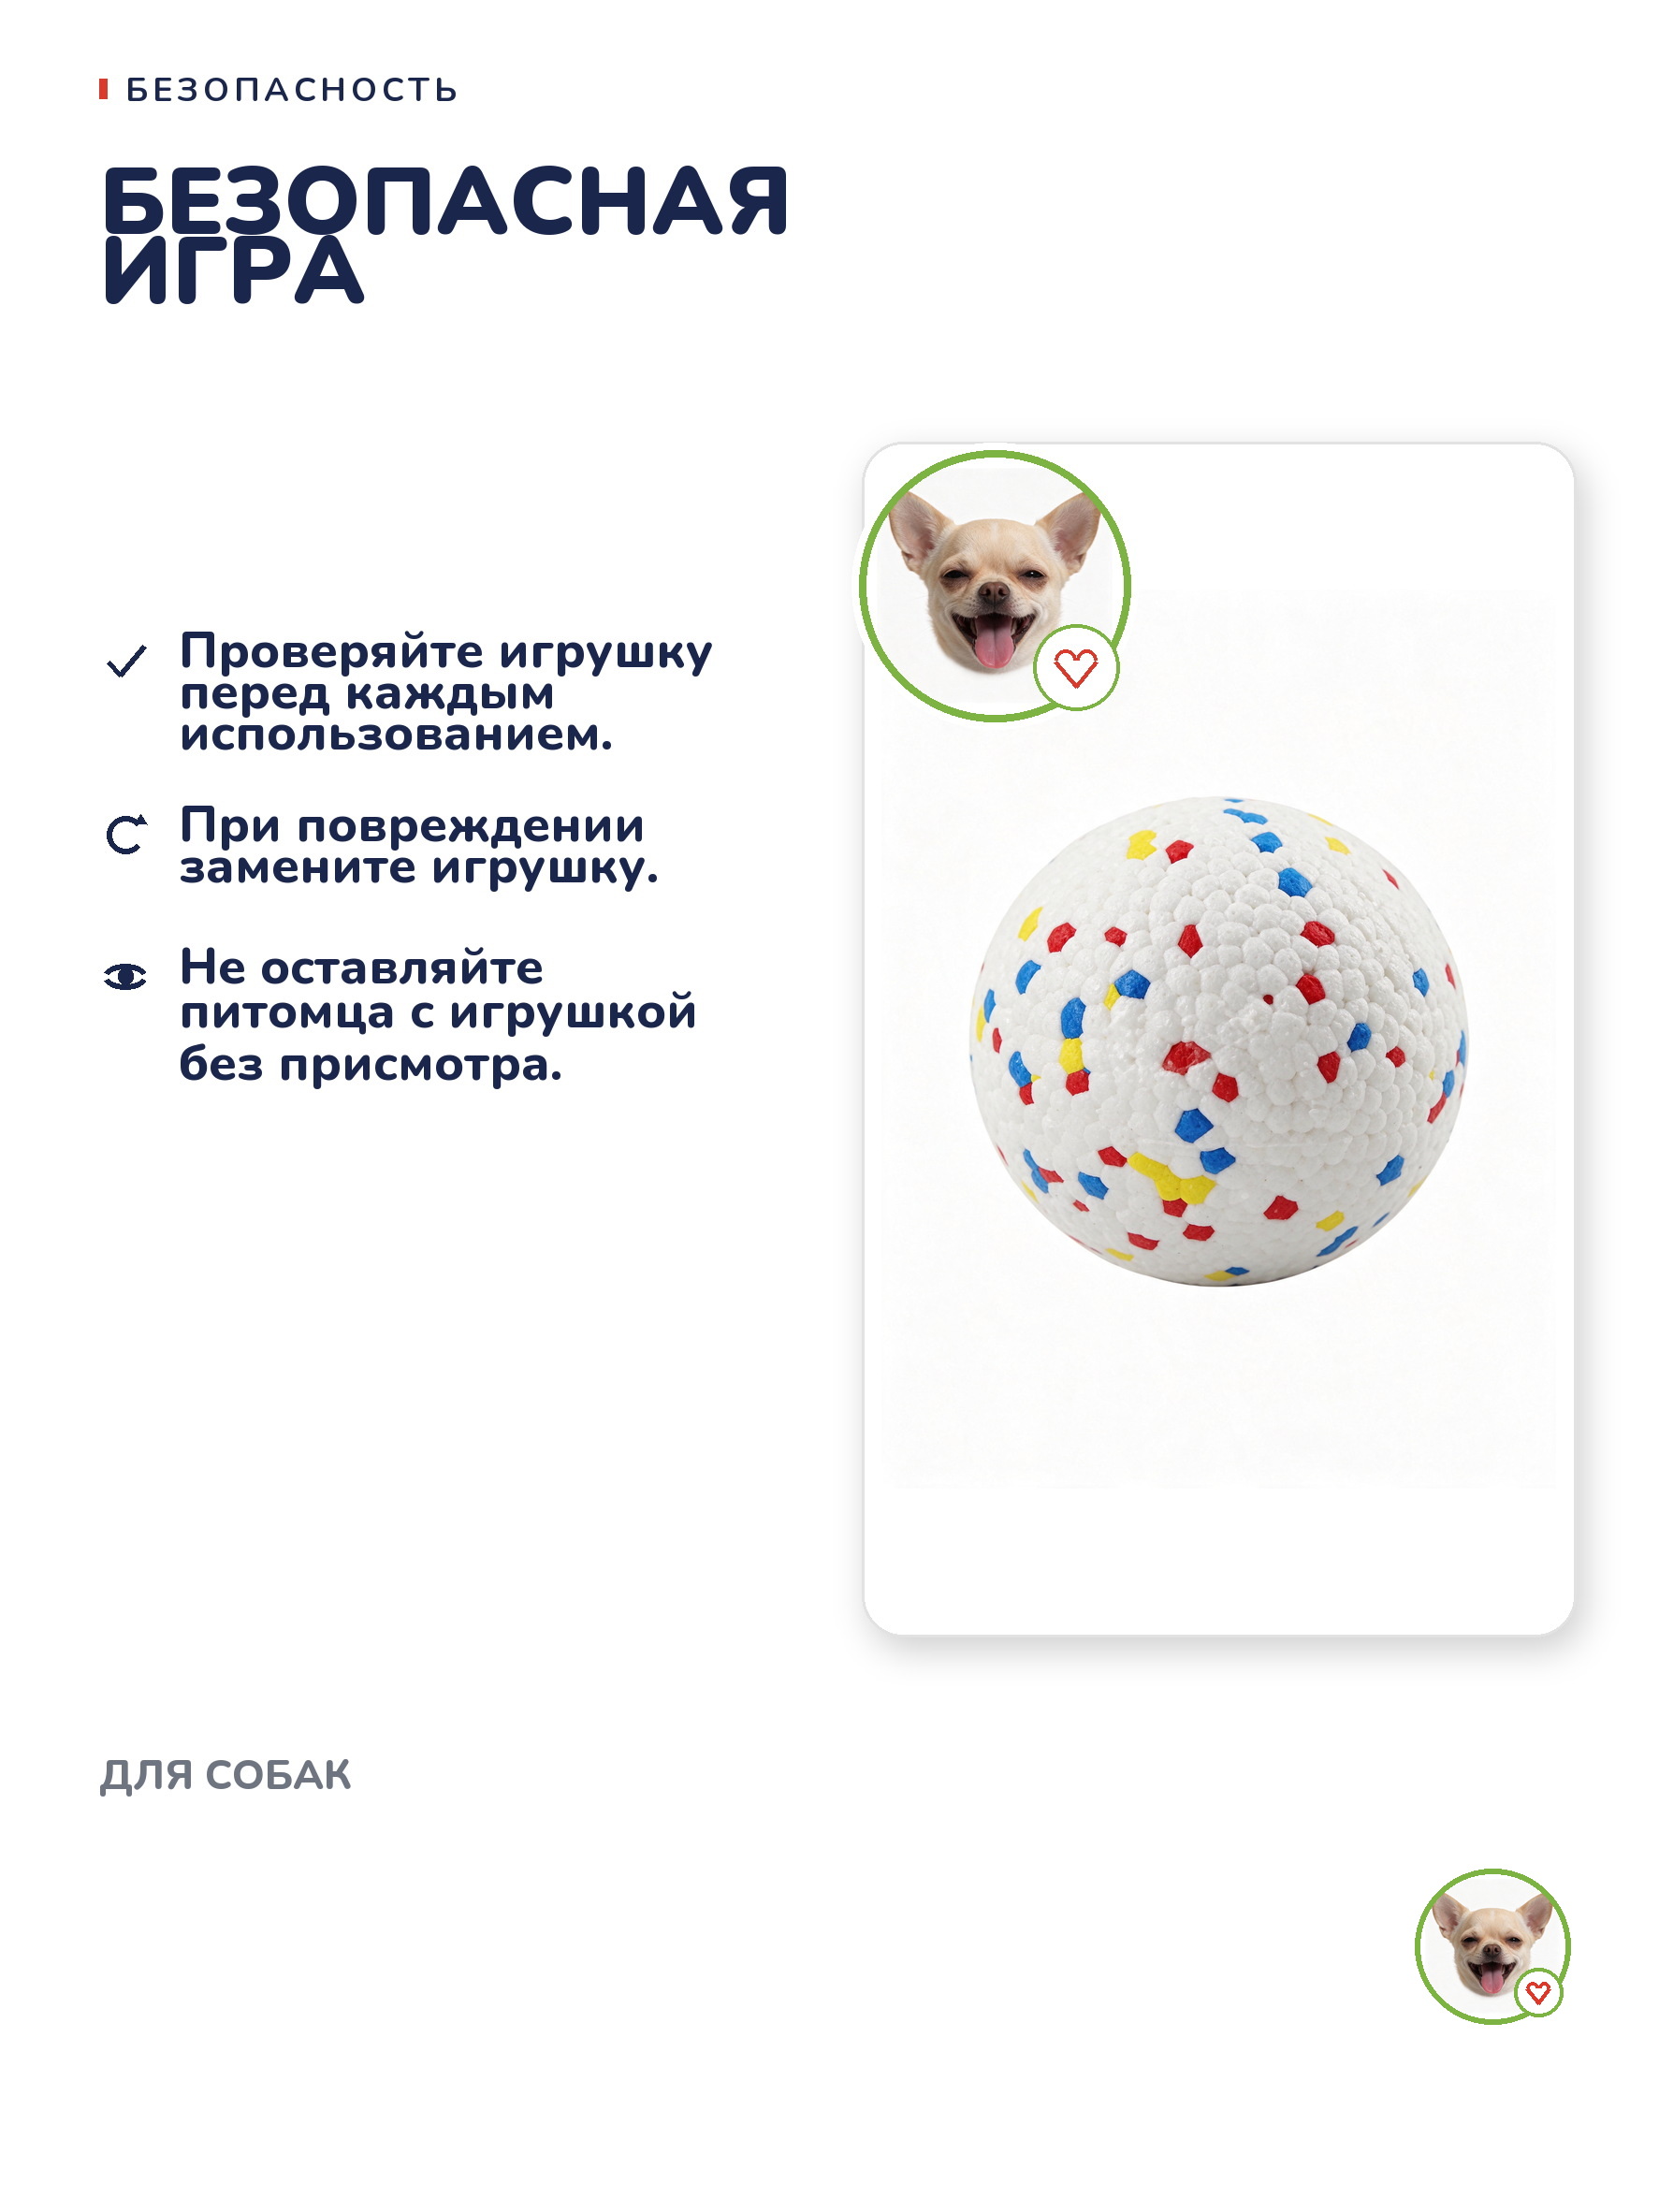 БЕЗОПАСНОСТЬ
БЕЗОПАСНАЯ
ИГРА
Проверяйте игрушку
перед каждым
использованием.
При повреждении
замените игрушку.
Не оставляйте
питомца с игрушкой
без присмотра.
ДЛЯ СОБАК